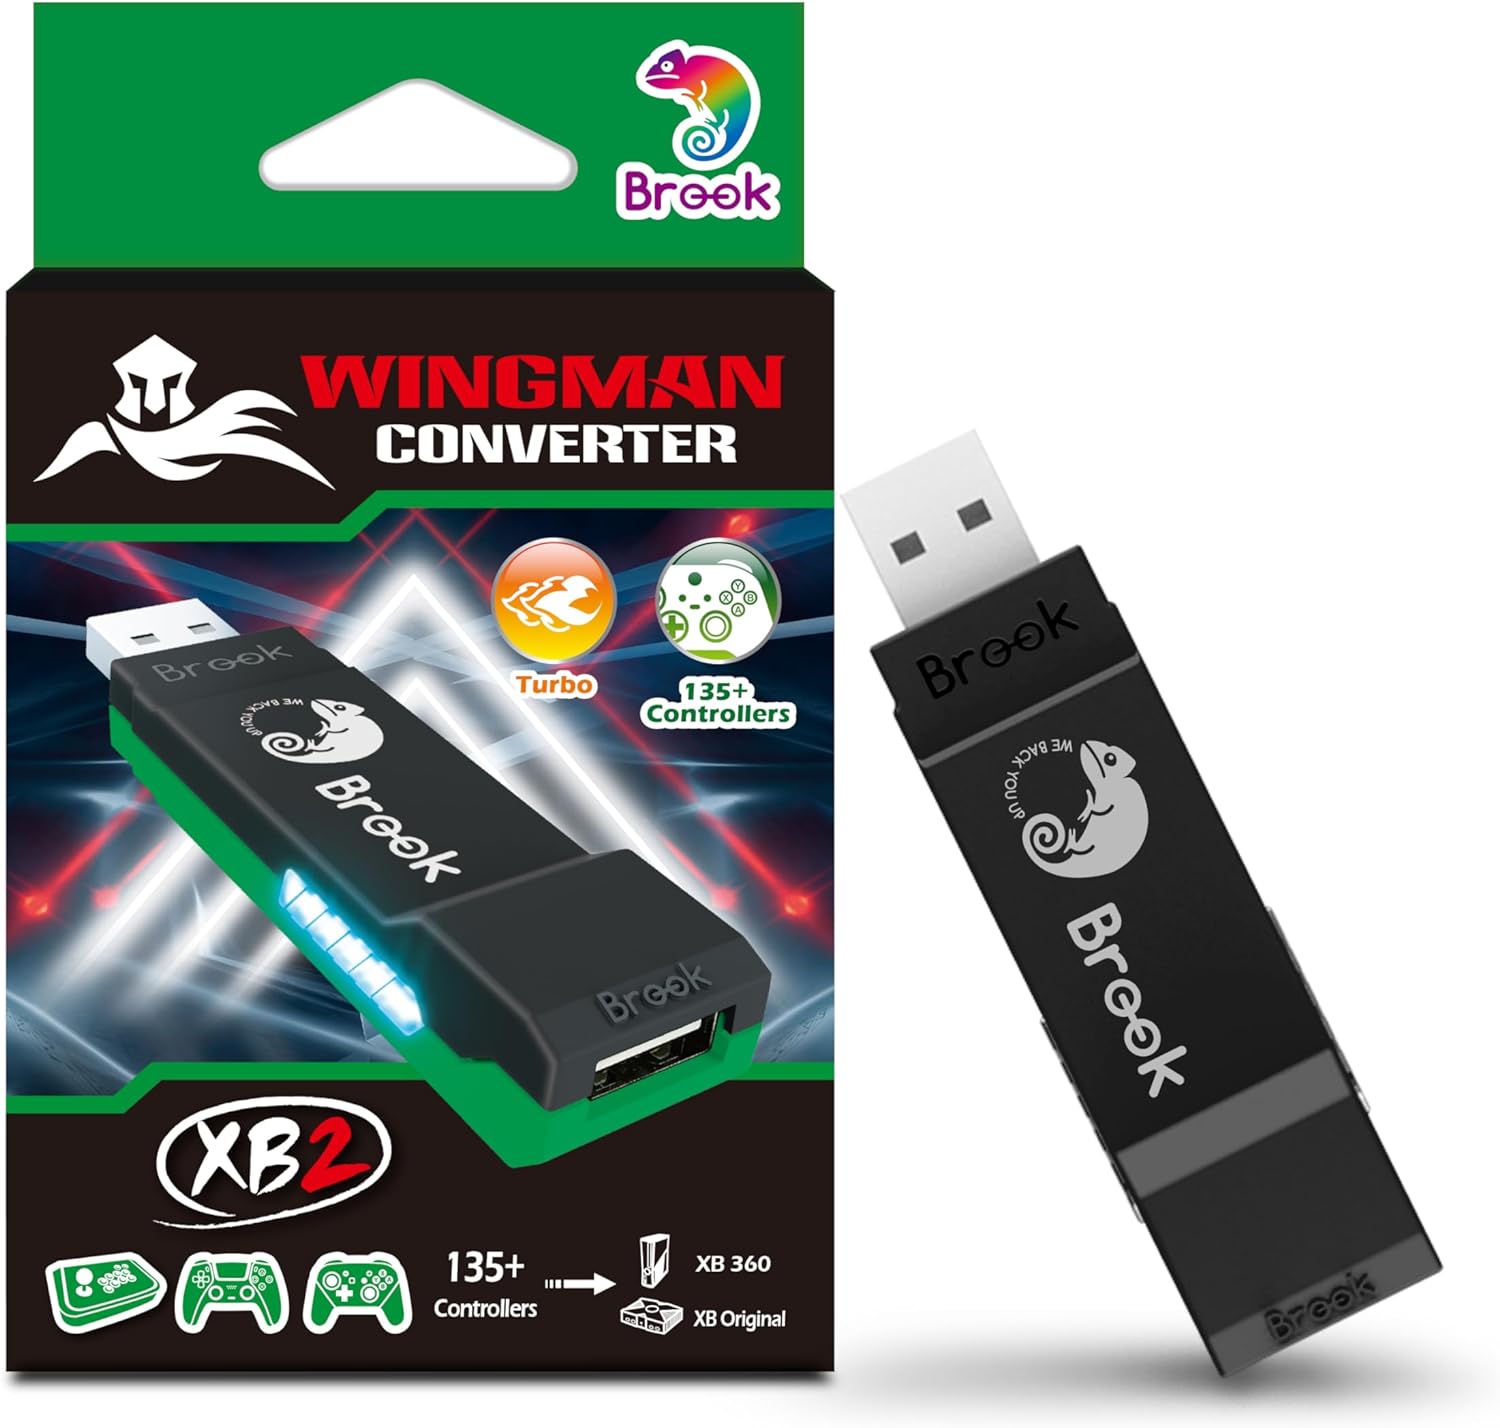 Brook
WINGMAN
CONVERTER
Turbo
Y
X B
A
135+
Controllers
Brook
WE BACK YOU UP
Brook
Brook
XB2
135+
Controllers
XB 360
XB Original
Brook
WE BACK YOU UP
Brook
Brook